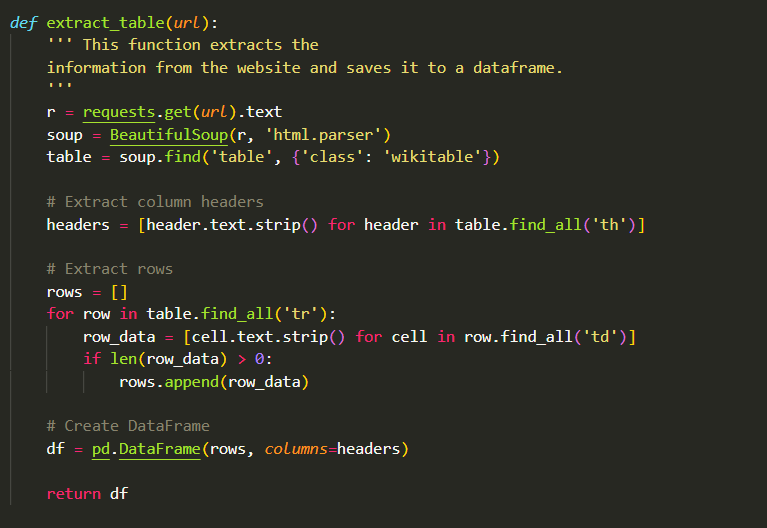 def extract_table(url):
    ''' This function extracts the
    information from the website and saves it to a dataframe.
    '''
    r = requests.get(url).text
    soup = BeautifulSoup(r, 'html.parser')
    table = soup.find('table', {'class': 'wikitable'})

    # Extract column headers
    headers = [header.text.strip() for header in table.find_all('th')]

    # Extract rows
    rows = []
    for row in table.find_all('tr'):
        row_data = [cell.text.strip() for cell in row.find_all('td')]
        if len(row_data) > 0:
            rows.append(row_data)

    # Create DataFrame
    df = pd.DataFrame(rows, columns=headers)

    return df